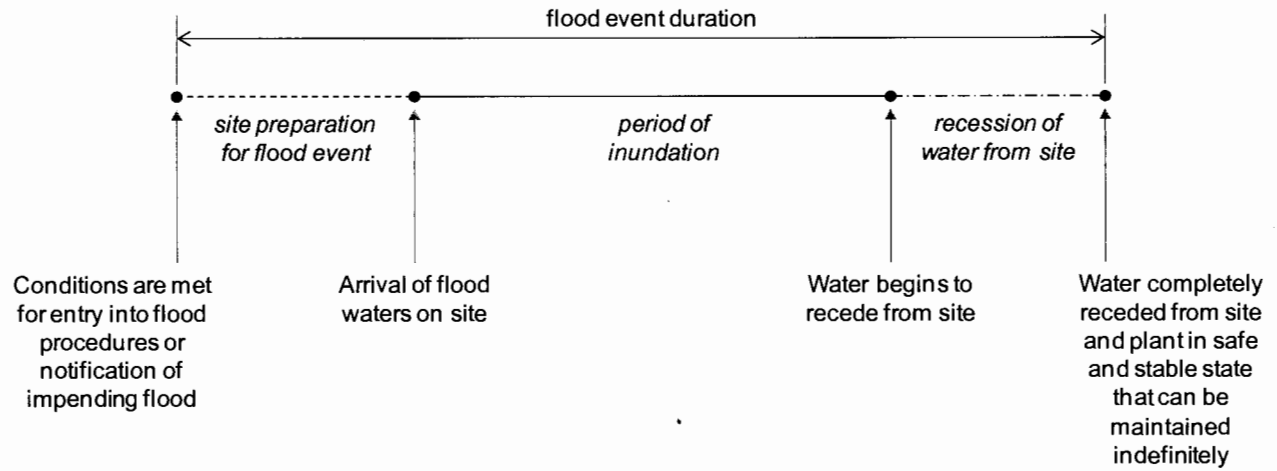 flood event duration
site preparation
for flood event
period of
inundation
recession of
water from site
Conditions are met
for entry into flood
procedures or
notification of
impending flood
Arrival of flood
waters on site
Water begins to
recede from site
Water completely
receded from site
and plant in safe
and stable state
that can be
maintained
indefinitely